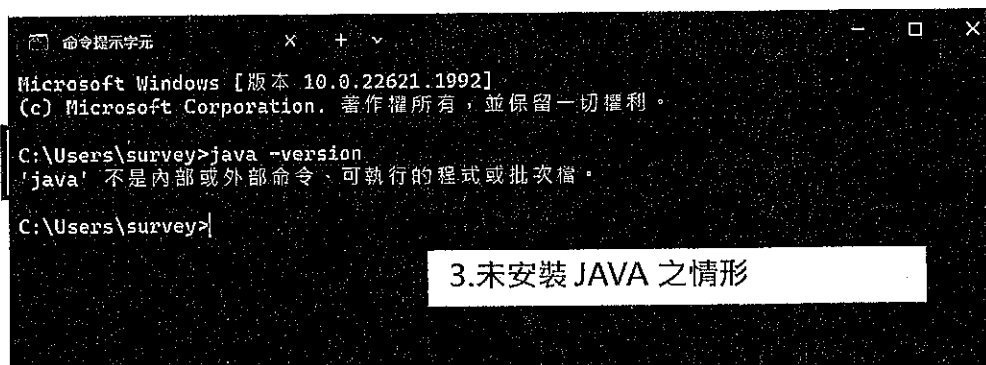 命令提示字元
Microsoft Windows [版本 10.0.22621.1992]
(c) Microsoft Corporation. 著作權所有，並保留一切權利。
C:\Users\survey>java -version
'java' 不是內部或外部命令、可執行的程式或批次檔。
C:\Users\survey>
3.未安裝 JAVA 之情形